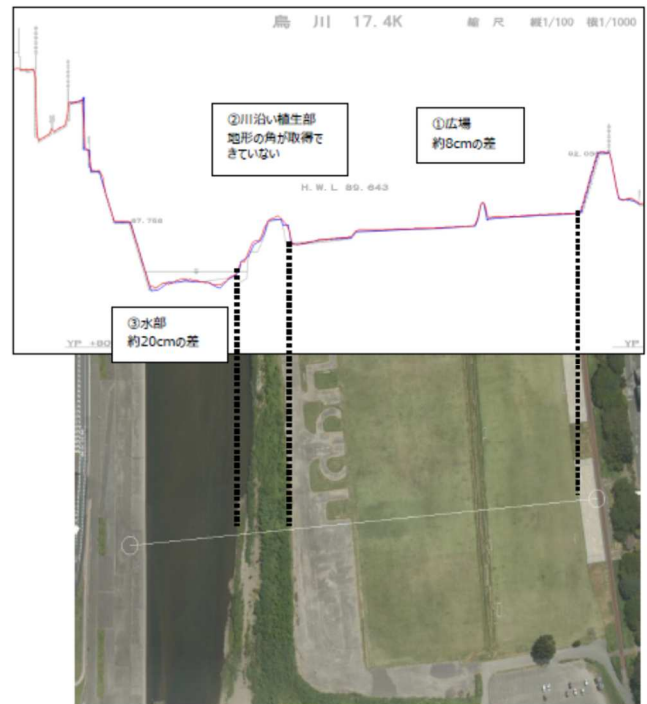 烏 川 17.4K 縮 尺 縦1/100 横1/1000
②川沿い植生部
地形の角が取得で
きていない
①広場
約8cmの差
H.W.L 89.643
③水部
約20cmの差
YP +80
YP